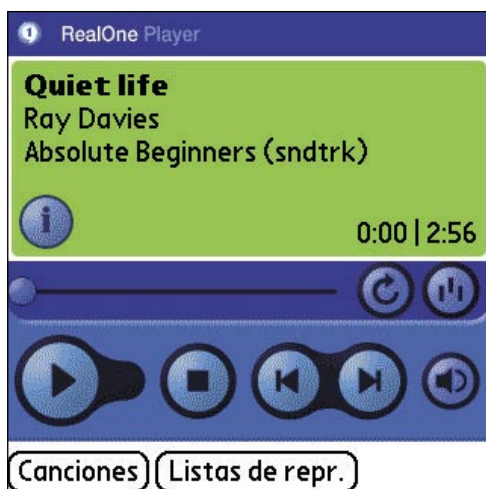 RealOne Player
Quiet life
Ray Davies
Absolute Beginners (sndtrk)
i
0:00 | 2:56
Canciones Listas de repr.